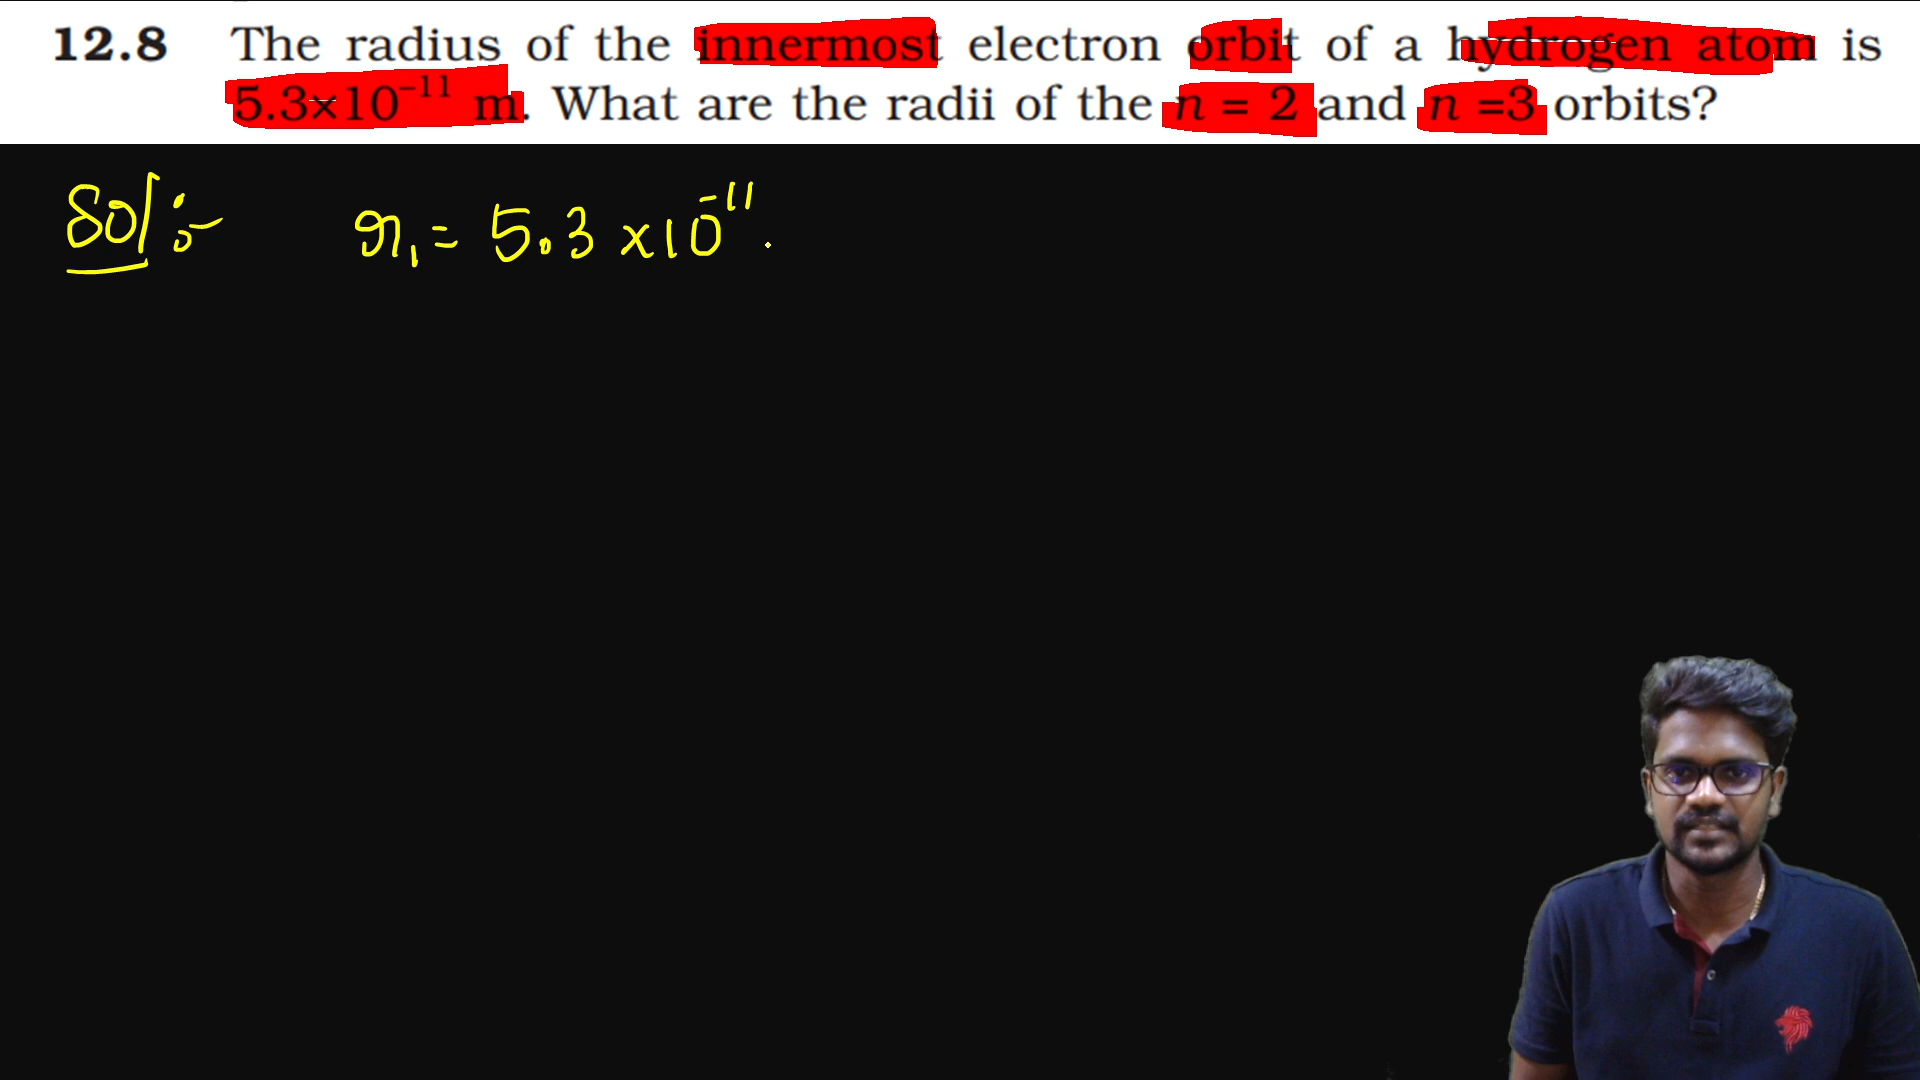 12.8 The radius of the innermost electron orbit of a hydrogen atom is
5.3×10⁻¹¹ m. What are the radii of the n = 2 and n =3 orbits?
Sol:- r₁ = 5.3 ×10⁻¹¹.